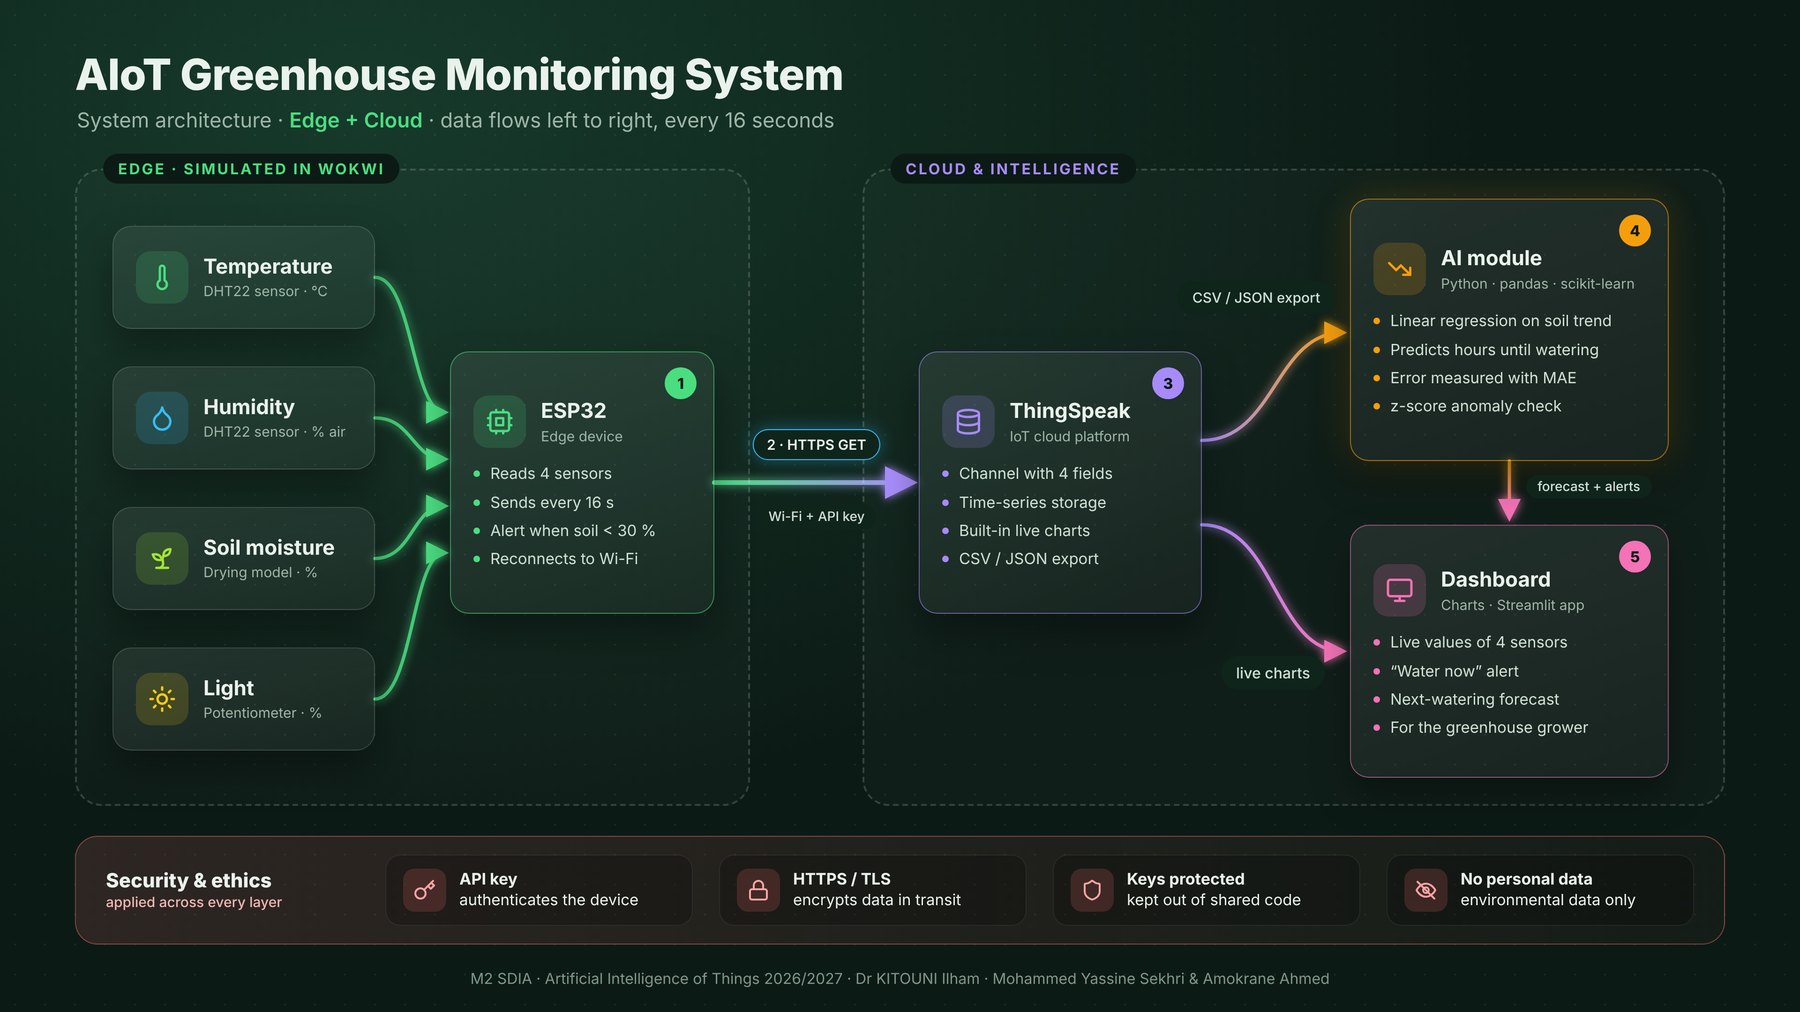 AIoT Greenhouse Monitoring System
System architecture · Edge + Cloud · data flows left to right, every 16 seconds
EDGE · SIMULATED IN WOKWI
Temperature
DHT22 sensor · °C
Humidity
DHT22 sensor · % air
Soil moisture
Drying model · %
Light
Potentiometer · %
1
ESP32
Edge device
Reads 4 sensors
Sends every 16 s
Alert when soil < 30 %
Reconnects to Wi-Fi
2 · HTTPS GET
Wi-Fi + API key
CLOUD & INTELLIGENCE
3
ThingSpeak
IoT cloud platform
Channel with 4 fields
Time-series storage
Built-in live charts
CSV / JSON export
CSV / JSON export
live charts
4
AI module
Python · pandas · scikit-learn
Linear regression on soil trend
Predicts hours until watering
Error measured with MAE
z-score anomaly check
forecast + alerts
5
Dashboard
Charts · Streamlit app
Live values of 4 sensors
“Water now” alert
Next-watering forecast
For the greenhouse grower
Security & ethics
applied across every layer
API key
authenticates the device
HTTPS / TLS
encrypts data in transit
Keys protected
kept out of shared code
No personal data
environmental data only
M2 SDIA · Artificial Intelligence of Things 2026/2027 · Dr KITOUNI Ilham · Mohammed Yassine Sekhri & Amokrane Ahmed